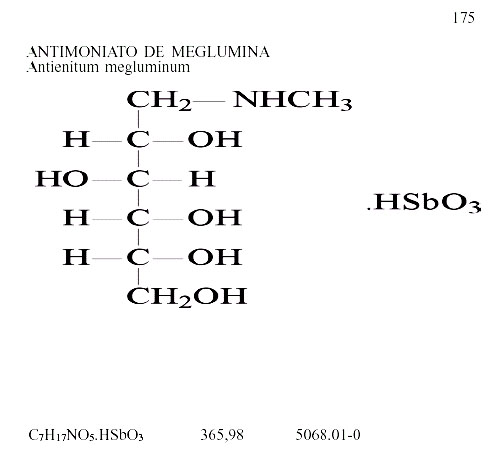 175
ANTIMONIATO DE MEGLUMINA
Antienitum megluminum
CH₂— NHCH₃
H—C—OH
HO—C—H
H—C—OH
.HSbO₃
H—C—OH
CH₂OH
C₇H₁₇NO₅.HSbO₃ 365,98 5068.01-0